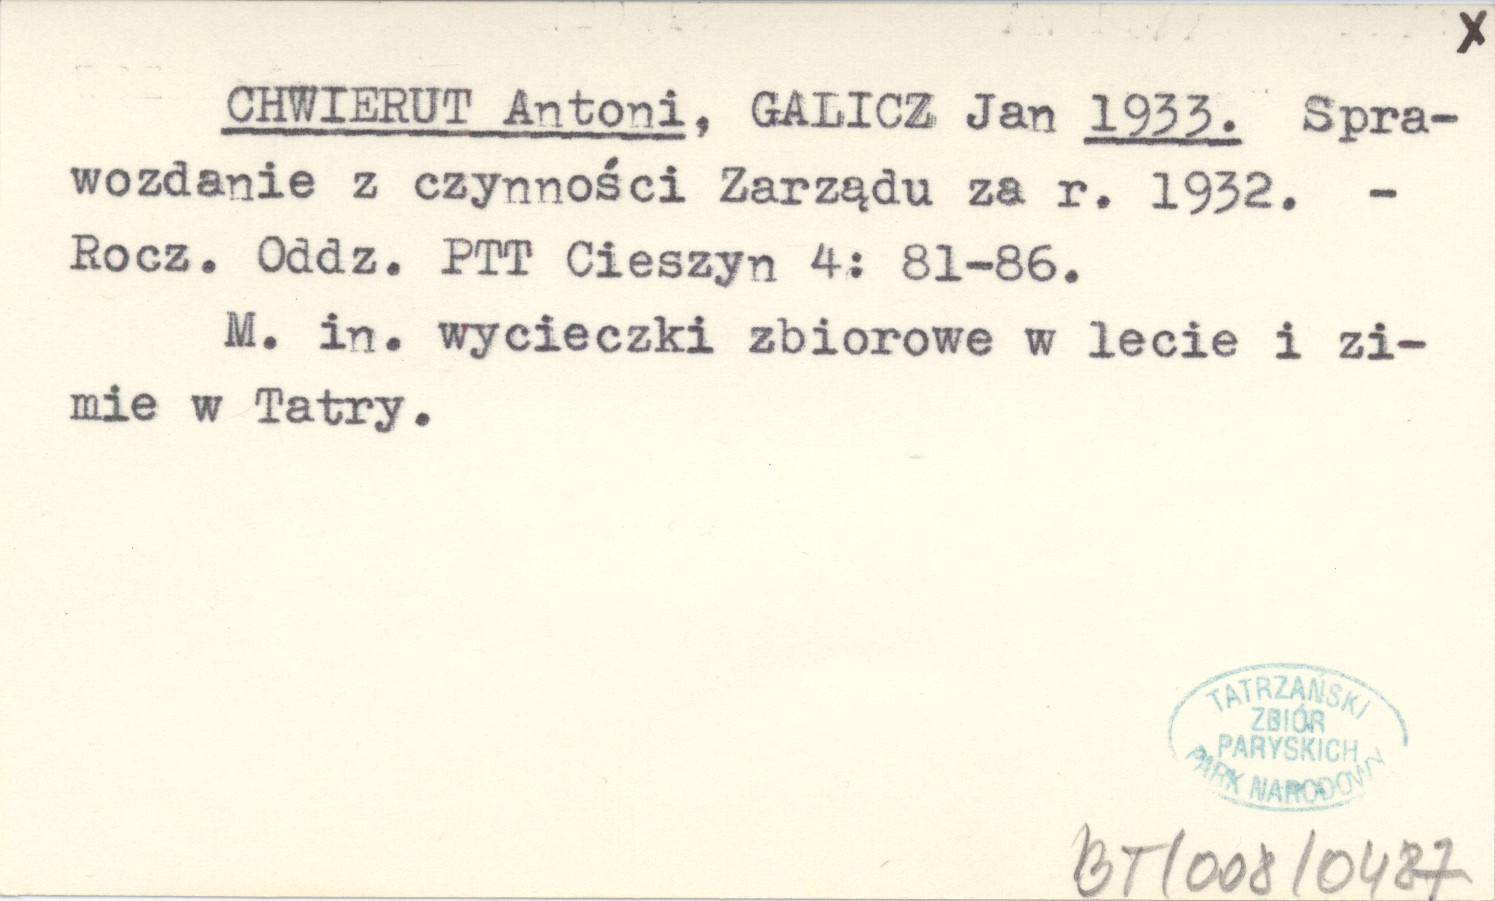 X
CHWIERUT Antoni, GALICZ Jan 1933. Spra-
wozdanie z czynności Zarządu za r. 1932. -
Rocz. Oddz. PTT Cieszyn 4: 81-86.
M. in. wycieczki zbiorowe w lecie i zi-
mie w Tatry.
TATRZAŃSKI
ZBIÓR
PARYSKICH
PARK NARODOWY
BT/008/0487